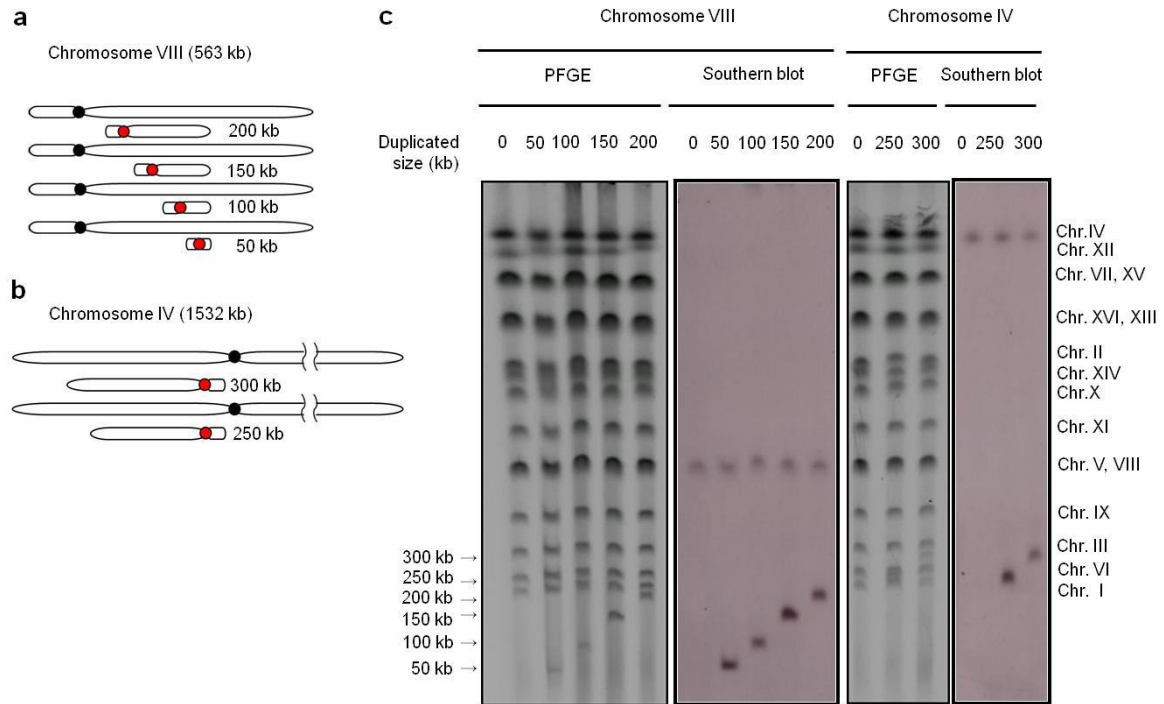 a
Chromosome VIII (563 kb)
200 kb
150 kb
100 kb
50 kb
b
Chromosome IV (1532 kb)
300 kb
250 kb
c
Chromosome VIII
Chromosome IV
PFGE
Southern blot
PFGE
Southern blot
Duplicated size (kb)
0 50 100 150 200
0 50 100 150 200
0 250 300
0 250 300
Chr. IV
Chr. XII
Chr. VII, XV
Chr. XVI, XIII
Chr. II
Chr. XIV
Chr. X
Chr. XI
Chr. V, VIII
Chr. IX
Chr. III
Chr. VI
Chr. I
300 kb →
250 kb →
200 kb →
150 kb →
100 kb →
50 kb →